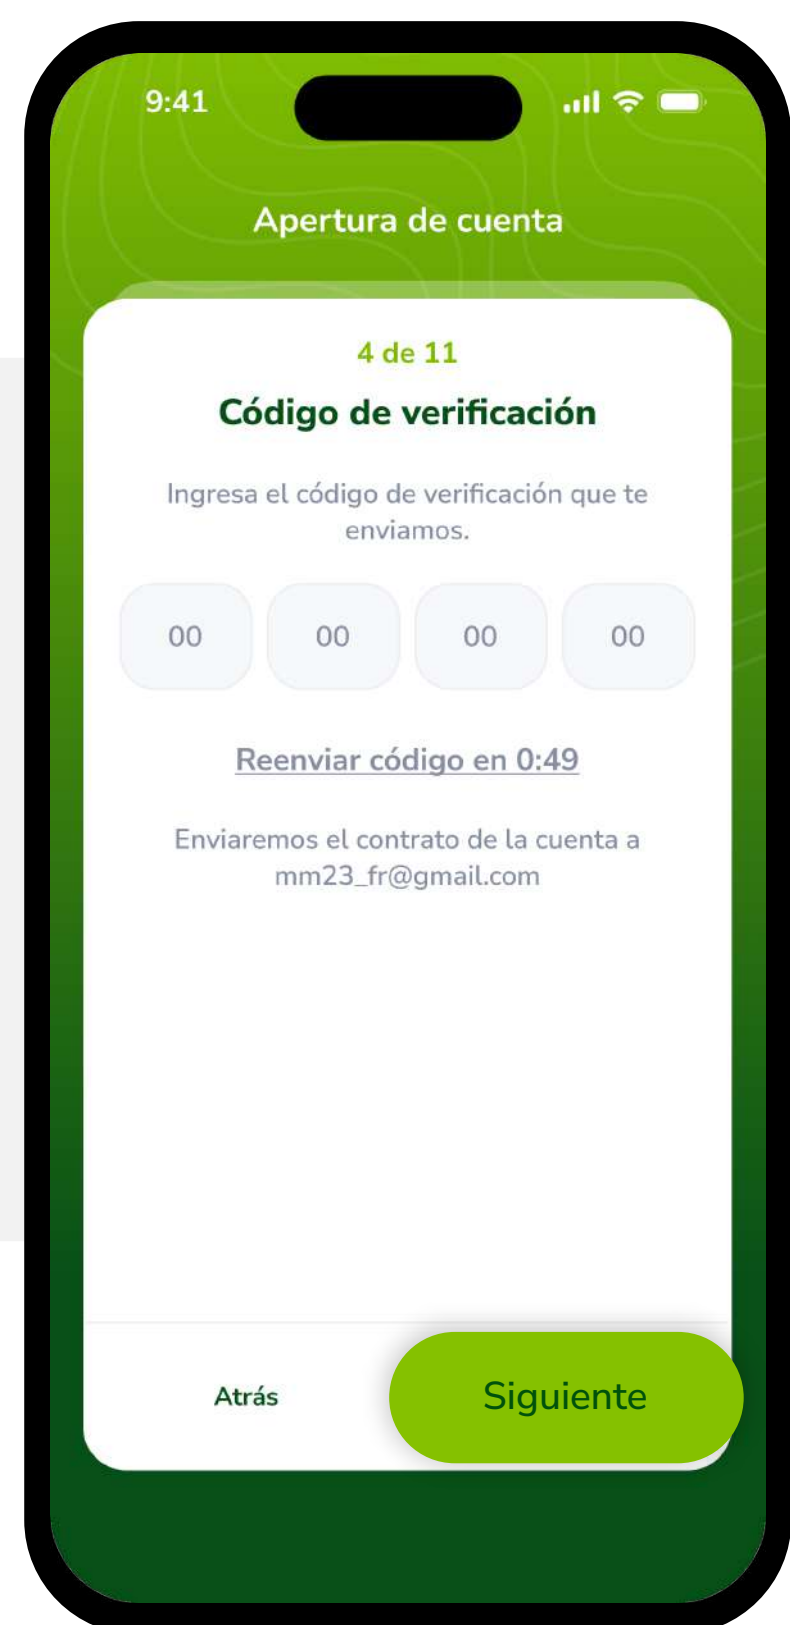 9:41
Apertura de cuenta
4 de 11
Código de verificación
Ingresa el código de verificación que te
enviamos.
00 00 00 00
Reenviar código en 0:49
Enviaremos el contrato de la cuenta a
mm23_fr@gmail.com
Atrás Siguiente